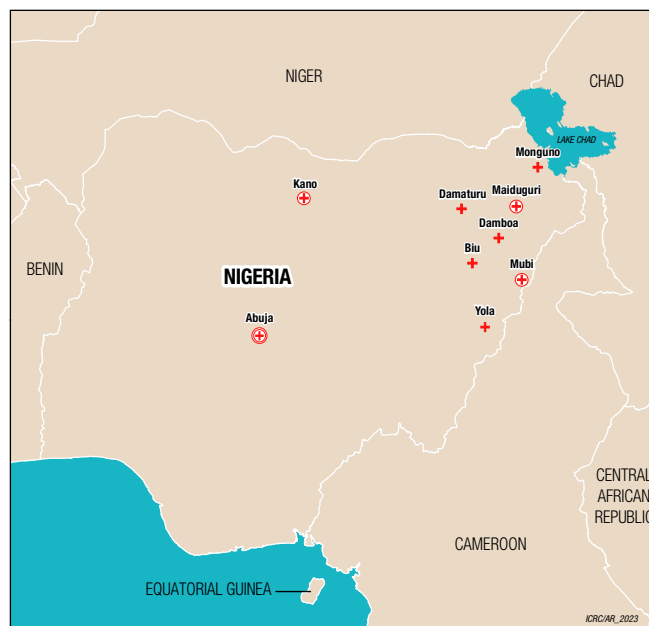 NIGER
CHAD
LAKE CHAD
Monguno
Kano
Damaturu
Maiduguri
Damboa
BENIN
Biu
Mubi
NIGERIA
Abuja
Yola
CENTRAL
AFRICAN
REPUBLIC
CAMEROON
EQUATORIAL GUINEA
ICRC/AR_2023